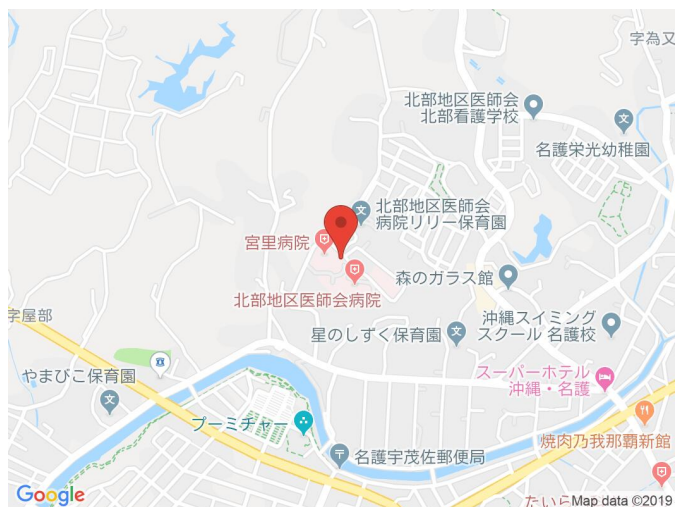 字為又
北部地区医師会
北部看護学校
名護栄光幼稚園
北部地区医師会
病院リリー保育園
宮里病院
北部地区医師会病院
森のガラス館
沖縄スイミング
スクール 名護校
星のしずく保育園
字屋部
やまびこ保育園
スーパーホテル
沖縄・名護
プーミチャー
焼肉乃我那覇新館
名護宇茂佐郵便局
たいら
Google
Map data ©2019